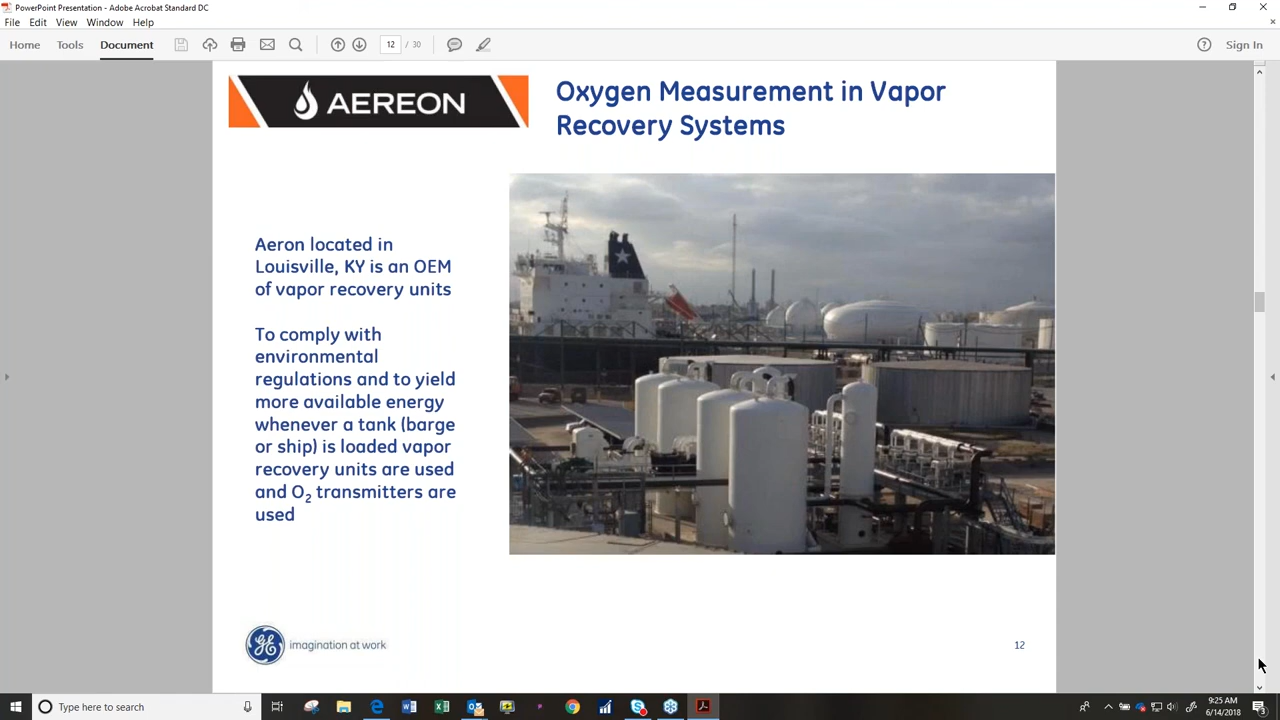 PowerPoint Presentation - Adobe Acrobat Standard DC
File Edit View Window Help
Home Tools Document 12 / 30 Sign In
AEREON
Oxygen Measurement in Vapor
Recovery Systems
Aeron located in
Louisville, KY is an OEM
of vapor recovery units
To comply with
environmental
regulations and to yield
more available energy
whenever a tank (barge
or ship) is loaded vapor
recovery units are used
and O₂ transmitters are
used
imagination at work
12
Type here to search
9:25 AM
6/14/2018